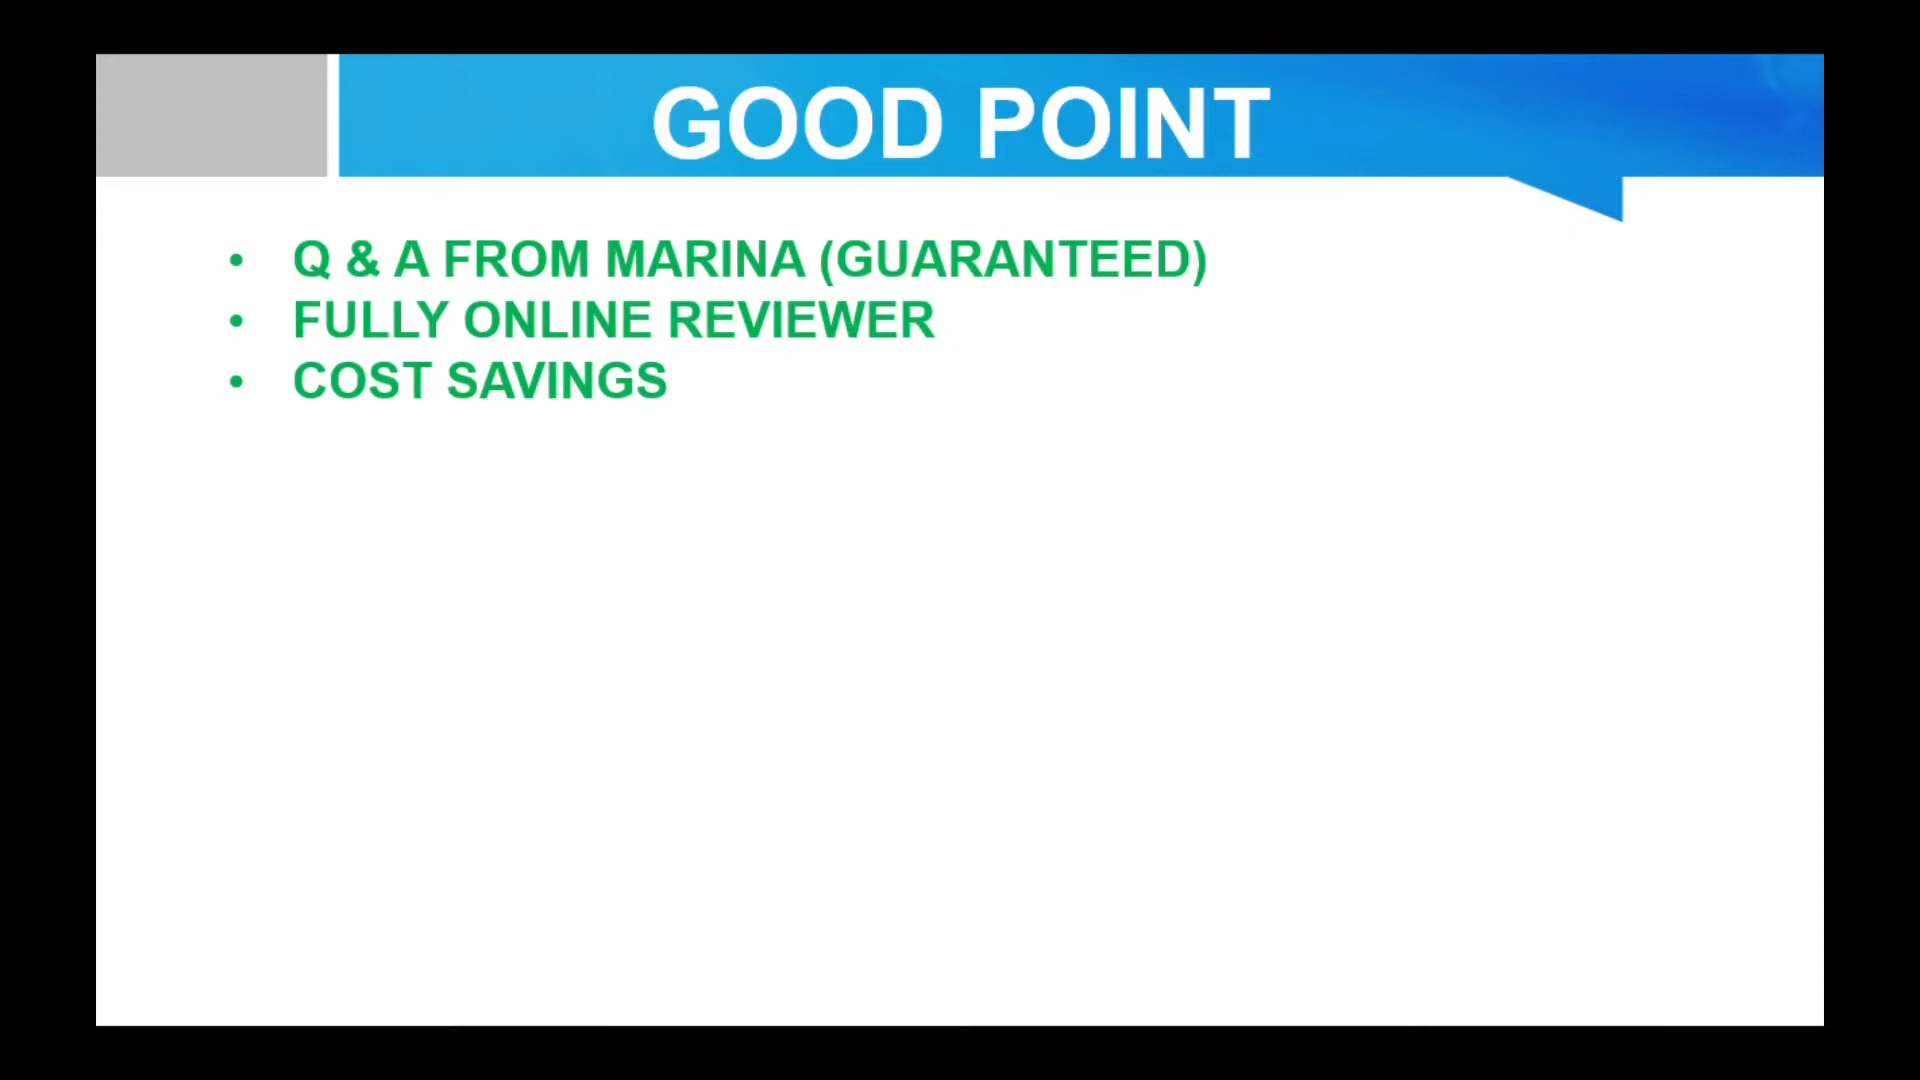 GOOD POINT
• Q & A FROM MARINA (GUARANTEED)
• FULLY ONLINE REVIEWER
• COST SAVINGS